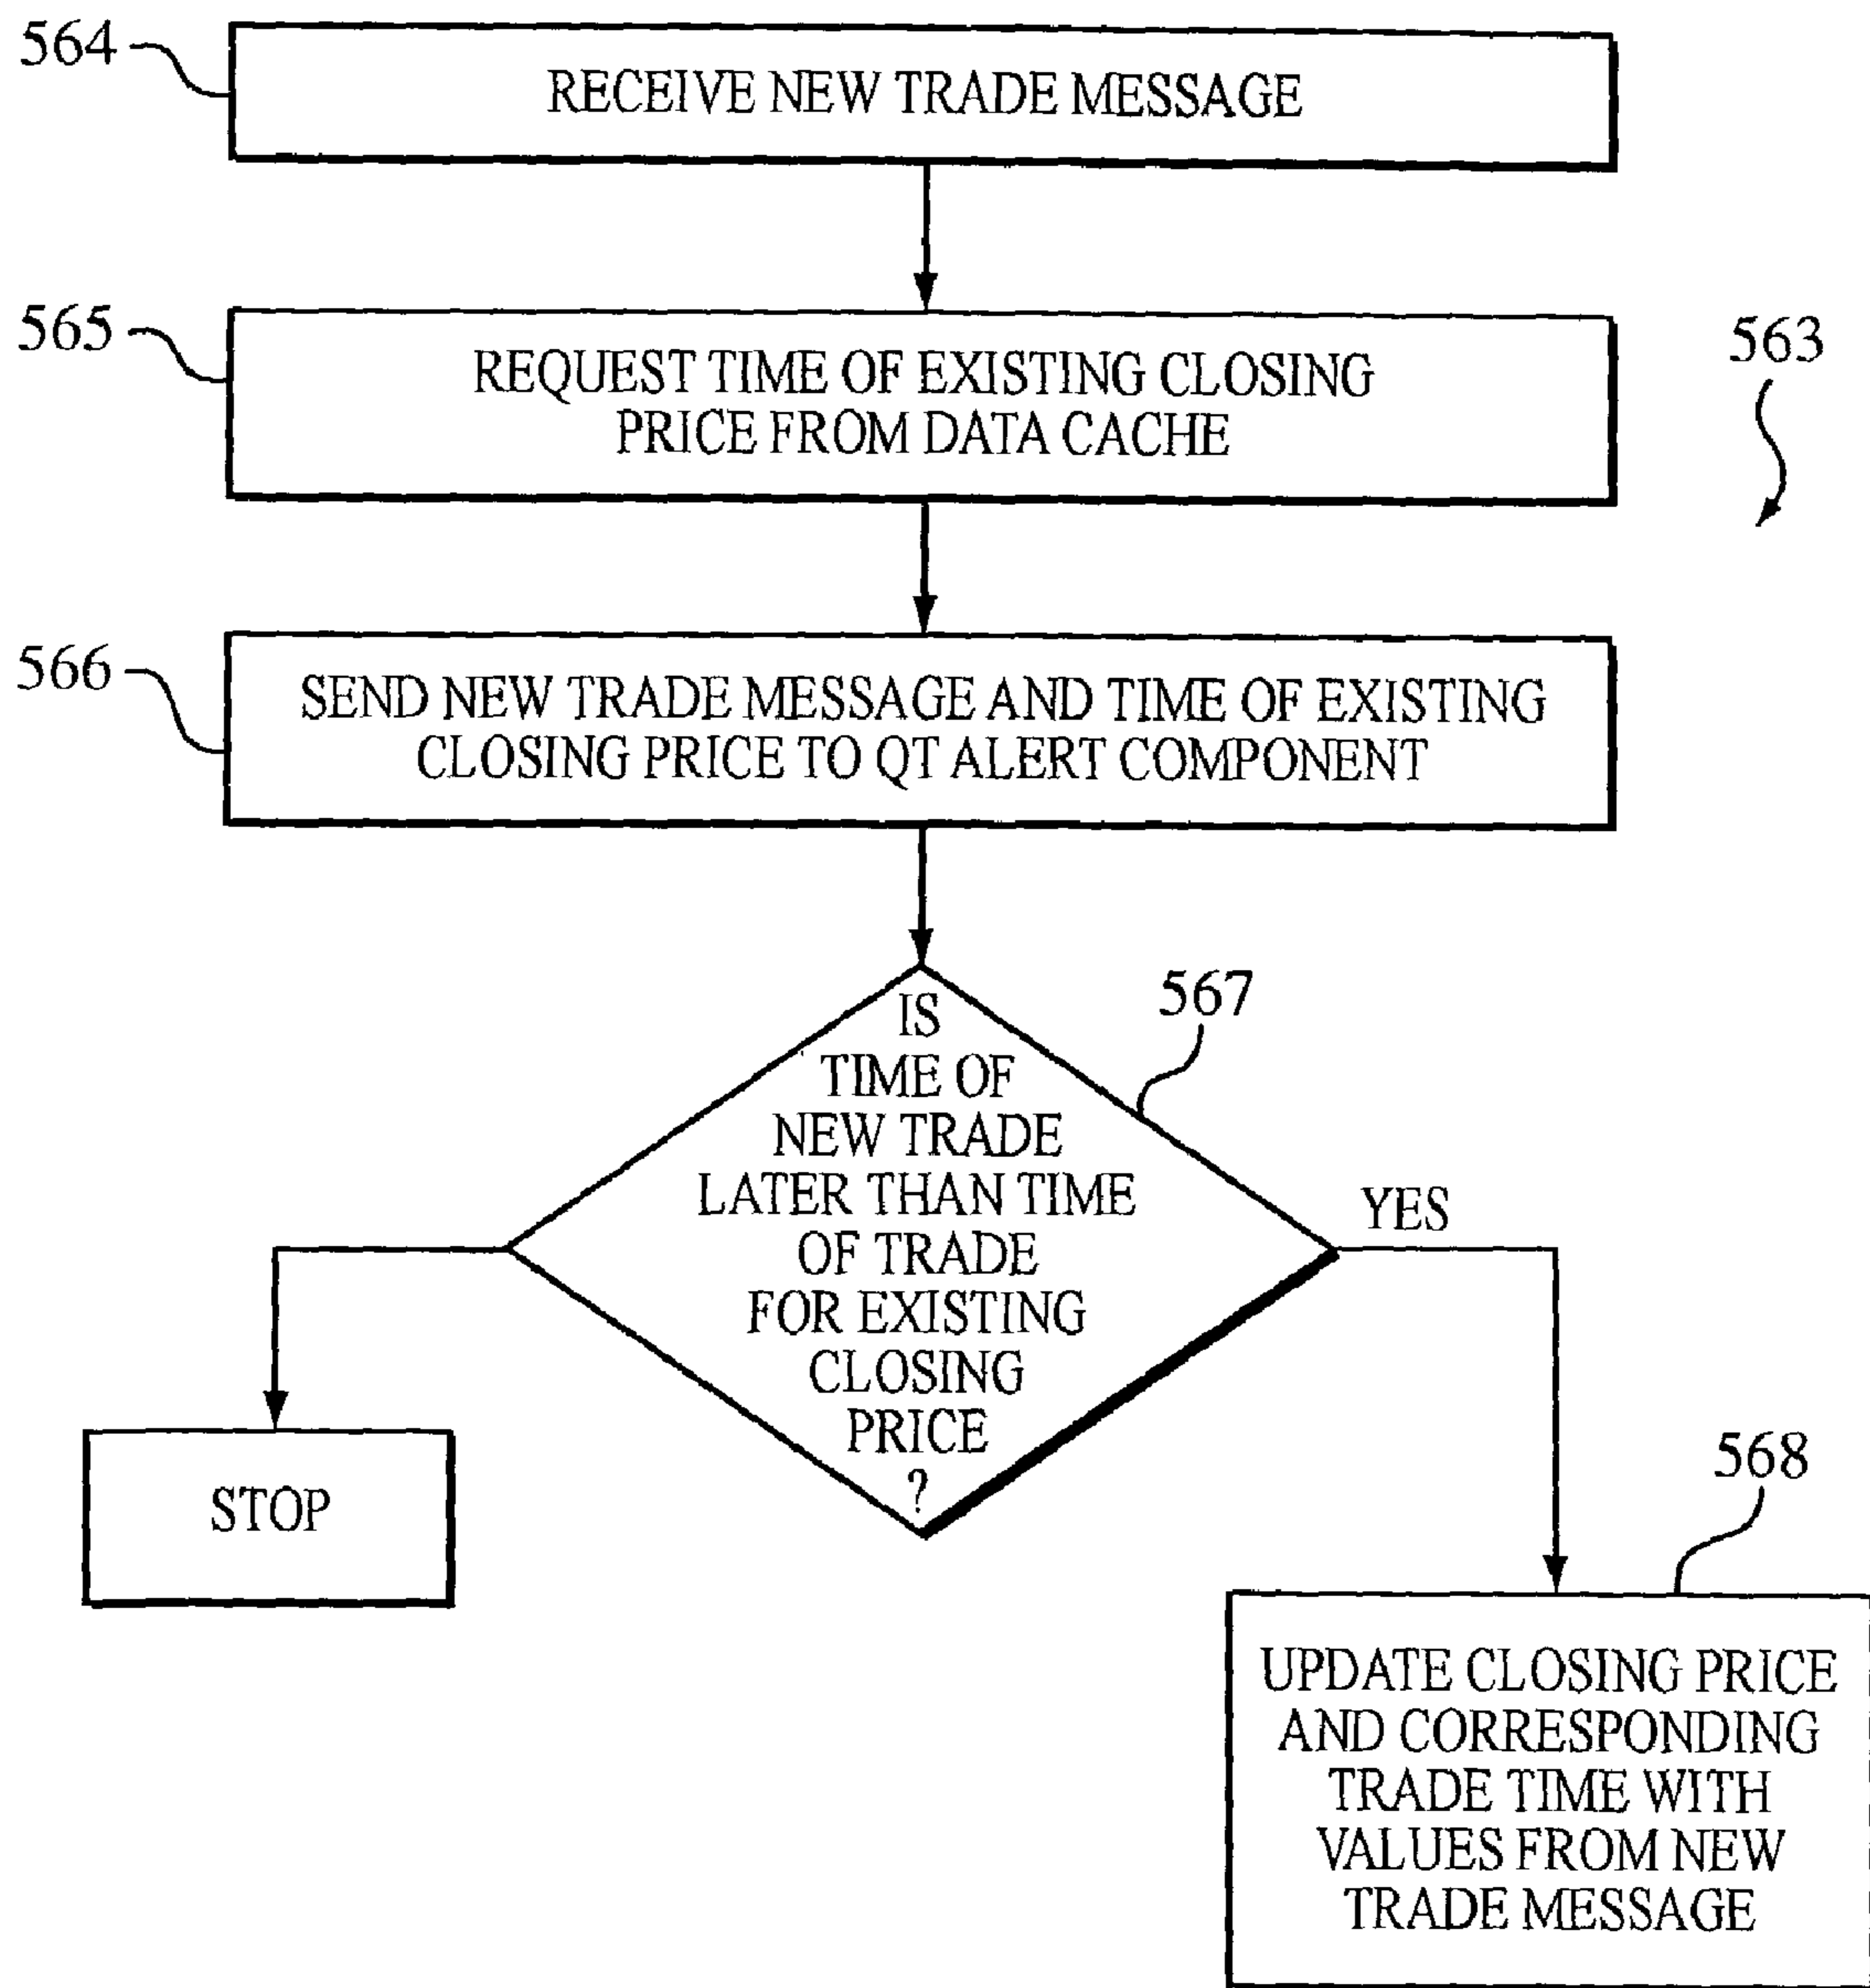 564
RECEIVE NEW TRADE MESSAGE
565
REQUEST TIME OF EXISTING CLOSING
PRICE FROM DATA CACHE
563
566
SEND NEW TRADE MESSAGE AND TIME OF EXISTING
CLOSING PRICE TO QT ALERT COMPONENT
567
IS
TIME OF
NEW TRADE
LATER THAN TIME
OF TRADE
FOR EXISTING
CLOSING
PRICE
?
YES
STOP
568
UPDATE CLOSING PRICE
AND CORRESPONDING
TRADE TIME WITH
VALUES FROM NEW
TRADE MESSAGE